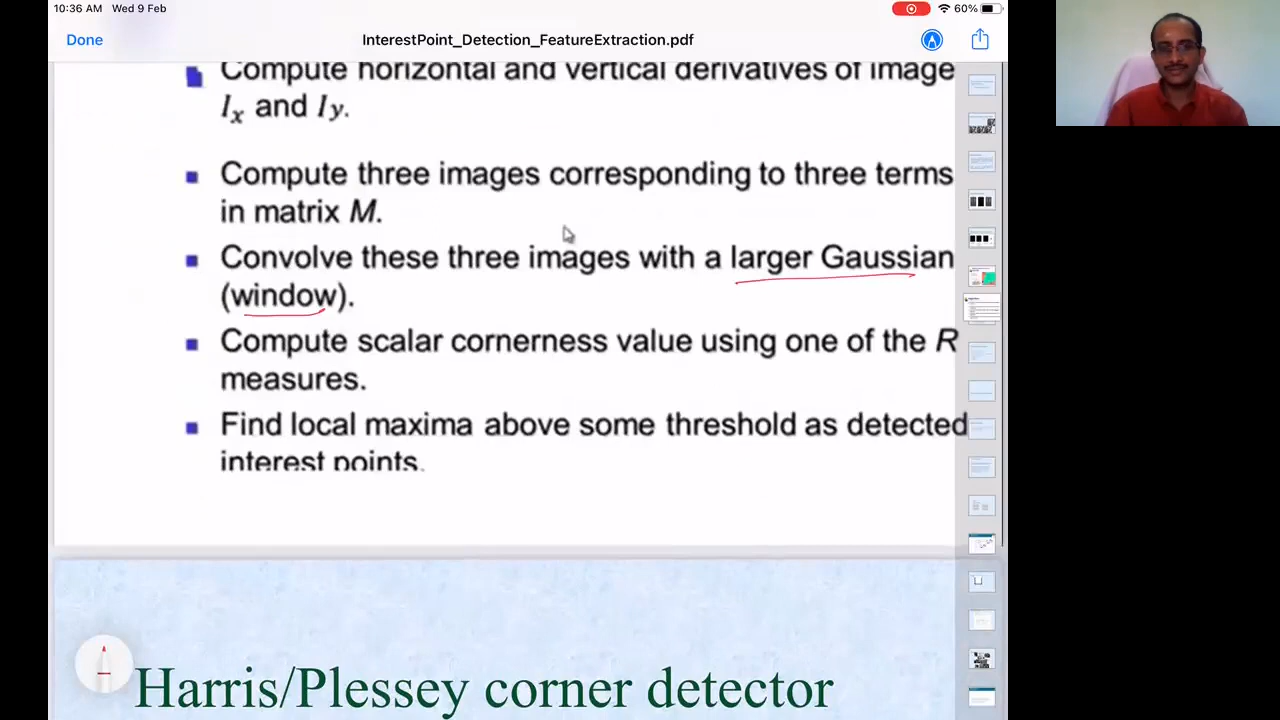 10:36 AM Wed 9 Feb
60%
Done
InterestPoint_Detection_FeatureExtraction.pdf
Compute horizontal and vertical derivatives of image
Ix and Iy.
Compute three images corresponding to three terms
in matrix M.
Convolve these three images with a larger Gaussian
(window).
Compute scalar cornerness value using one of the R
measures.
Find local maxima above some threshold as detected
interest points.
Harris/Plessey corner detector